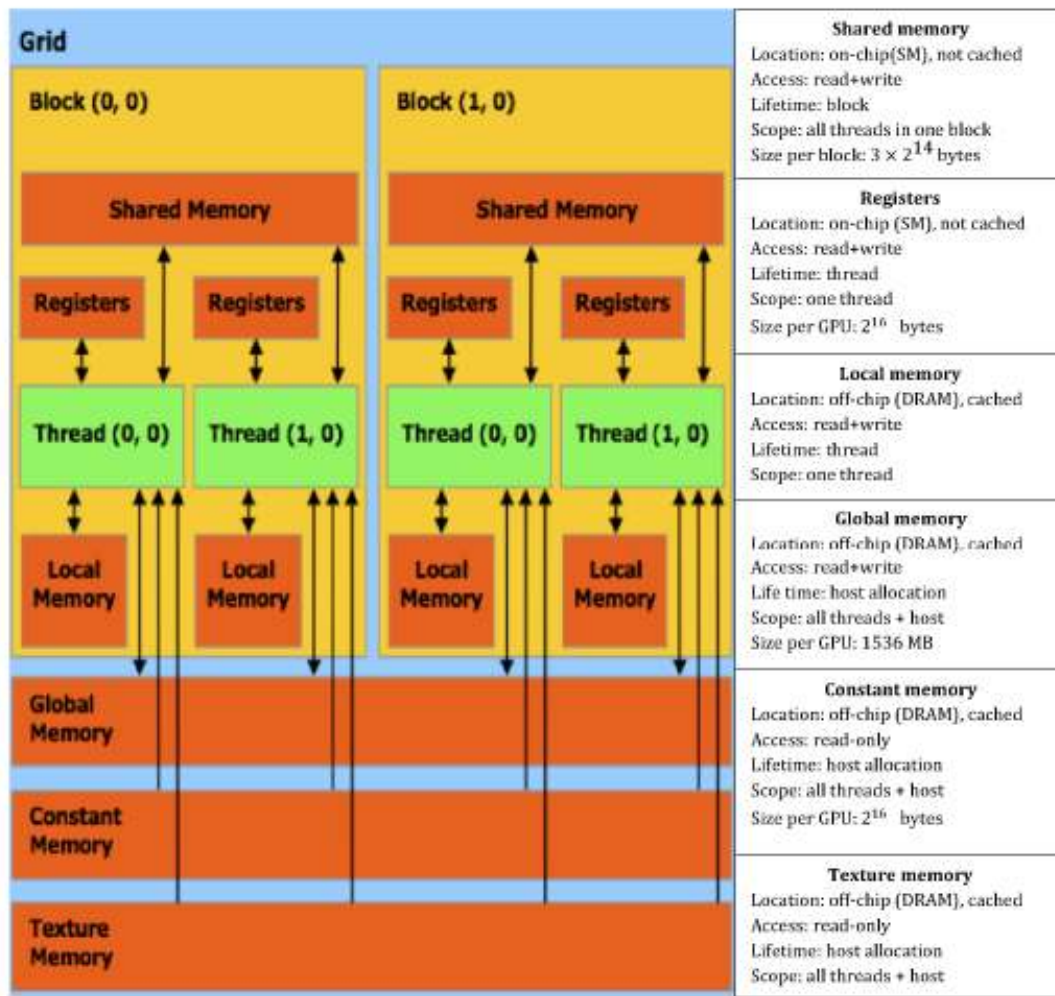 Grid
Block (0, 0)
Block (1, 0)
Shared Memory
Shared Memory
Registers
Registers
Registers
Registers
Thread (0, 0)
Thread (1, 0)
Thread (0, 0)
Thread (1, 0)
Local
Memory
Local
Memory
Local
Memory
Local
Memory
Global
Memory
Constant
Memory
Texture
Memory
Shared memory
Location: on-chip(SM), not cached
Access: read+write
Lifetime: block
Scope: all threads in one block
Size per block: 3 × 2¹⁴ bytes
Registers
Location: on-chip (SM), not cached
Access: read+write
Lifetime: thread
Scope: one thread
Size per GPU: 2¹⁶ bytes
Local memory
Location: off-chip (DRAM), cached
Access: read+write
Lifetime: thread
Scope: one thread
Global memory
Location: off-chip (DRAM), cached
Access: read+write
Life time: host allocation
Scope: all threads + host
Size per GPU: 1536 MB
Constant memory
Location: off-chip (DRAM), cached
Access: read-only
Lifetime: host allocation
Scope: all threads + host
Size per GPU: 2¹⁶ bytes
Texture memory
Location: off-chip (DRAM), cached
Access: read-only
Lifetime: host allocation
Scope: all threads + host